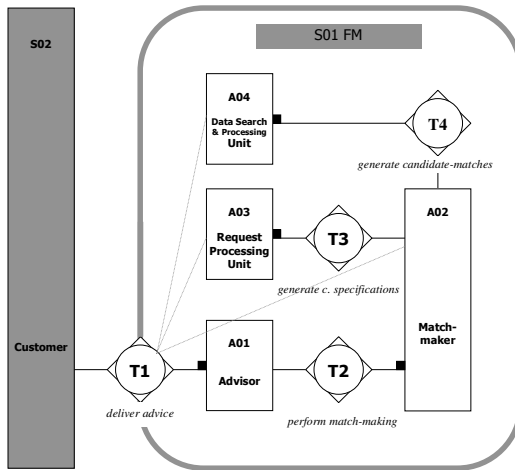 S02
S01 FM
A04
Data Search
& Processing
Unit
T4
generate candidate-matches
A03
Request
Processing
Unit
T3
A02
generate c. specifications
Match-
maker
Customer
T1
A01
Advisor
T2
deliver advice
perform match-making